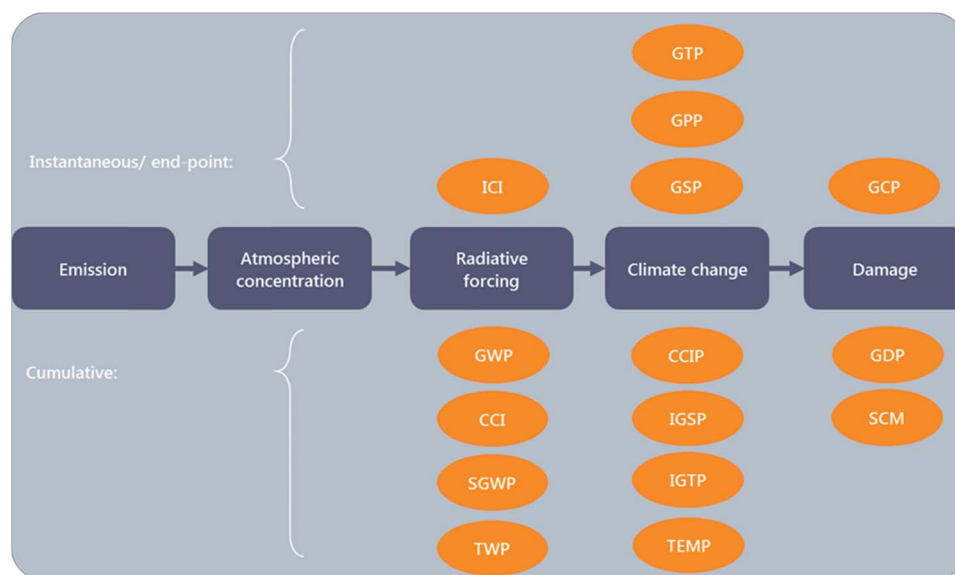 GTP
GPP
Instantaneous/ end-point:
ICI
GSP
GCP
Emission
Atmospheric
concentration
Radiative
forcing
Climate change
Damage
GWP
CCIP
GDP
Cumulative:
CCI
IGSP
SCM
SGWP
IGTP
TWP
TEMP